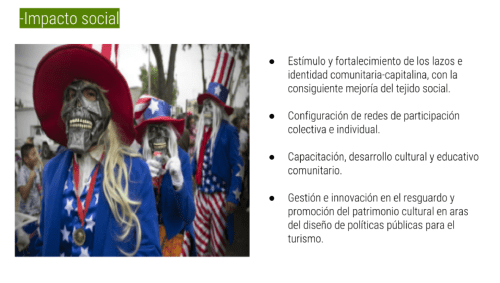 -Impacto social
● Estímulo y fortalecimiento de los lazos e
identidad comunitaria-capitalina, con la
consiguiente mejoría del tejido social.
● Configuración de redes de participación
colectiva e individual.
● Capacitación, desarrollo cultural y educativo
comunitario.
● Gestión e innovación en el resguardo y
promoción del patrimonio cultural en aras
del diseño de políticas públicas para el
turismo.